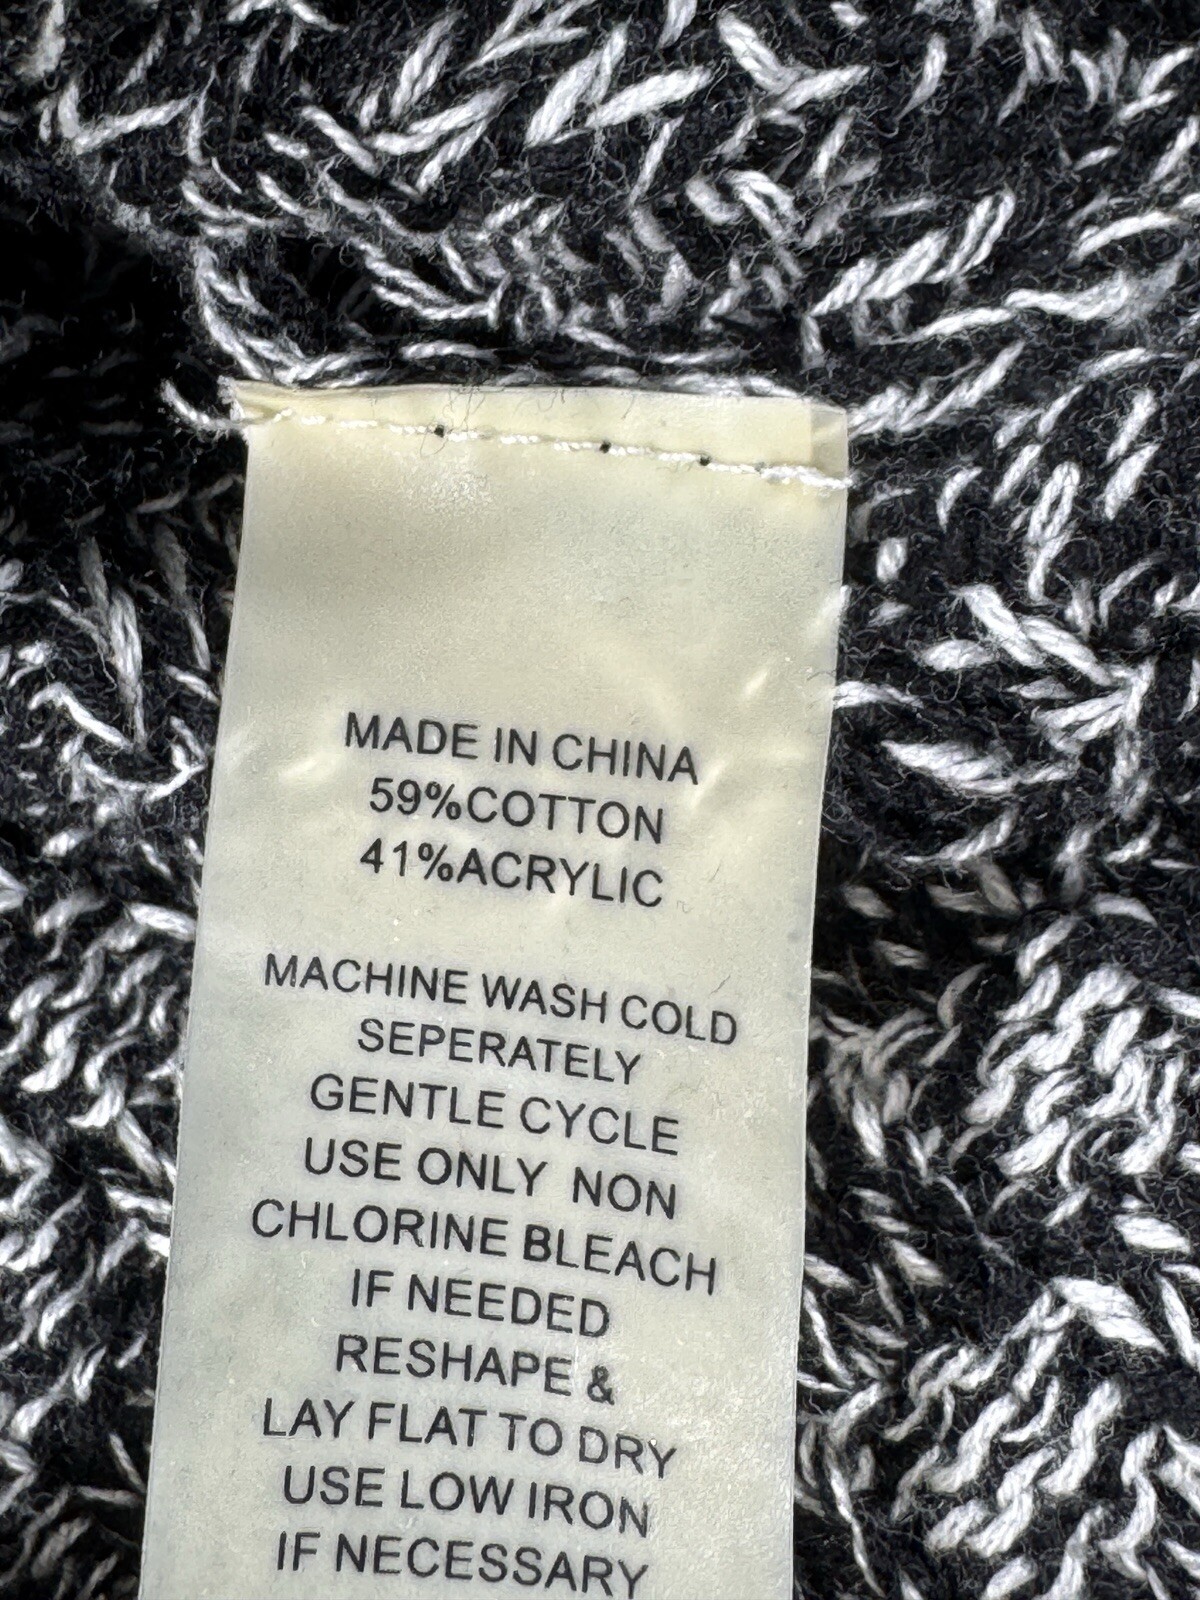 MADE IN CHINA
59%COTTON
41%ACRYLIC
MACHINE WASH COLD
SEPERATELY
GENTLE CYCLE
USE ONLY NON
CHLORINE BLEACH
IF NEEDED
RESHAPE &
LAY FLAT TO DRY
USE LOW IRON
IF NECESSARY